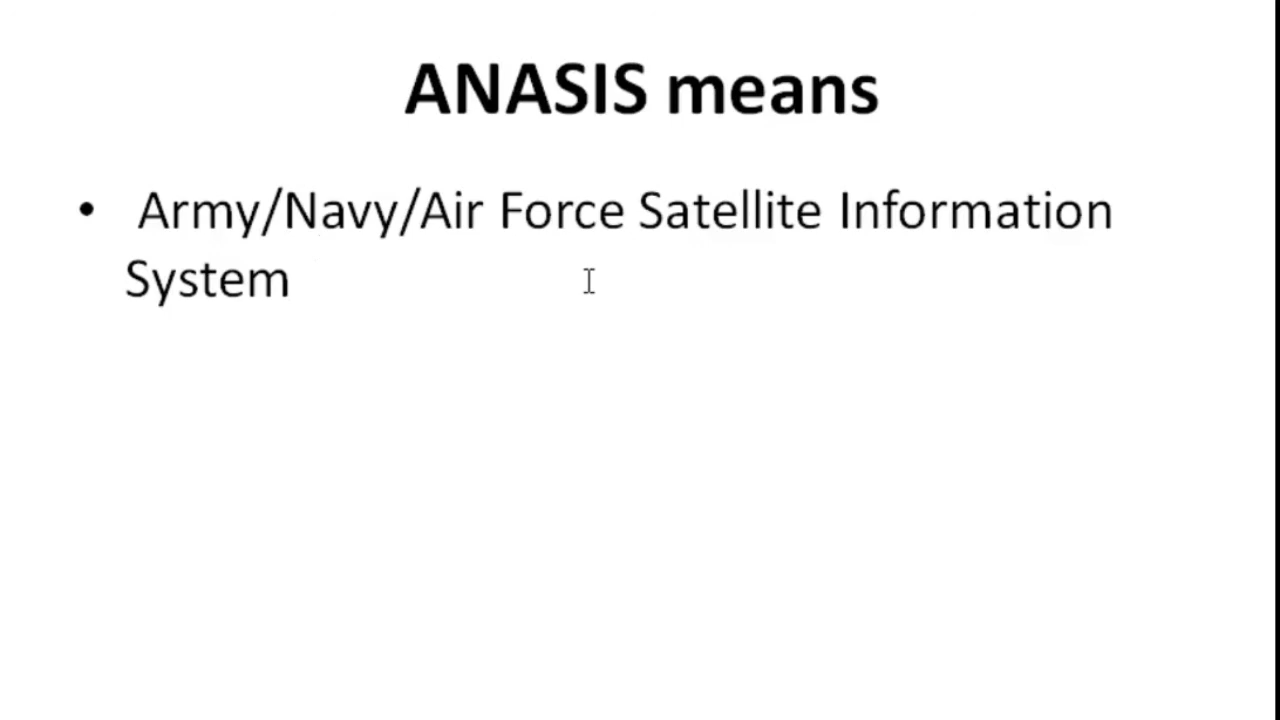 ANASIS means
• Army/Navy/Air Force Satellite Information
System